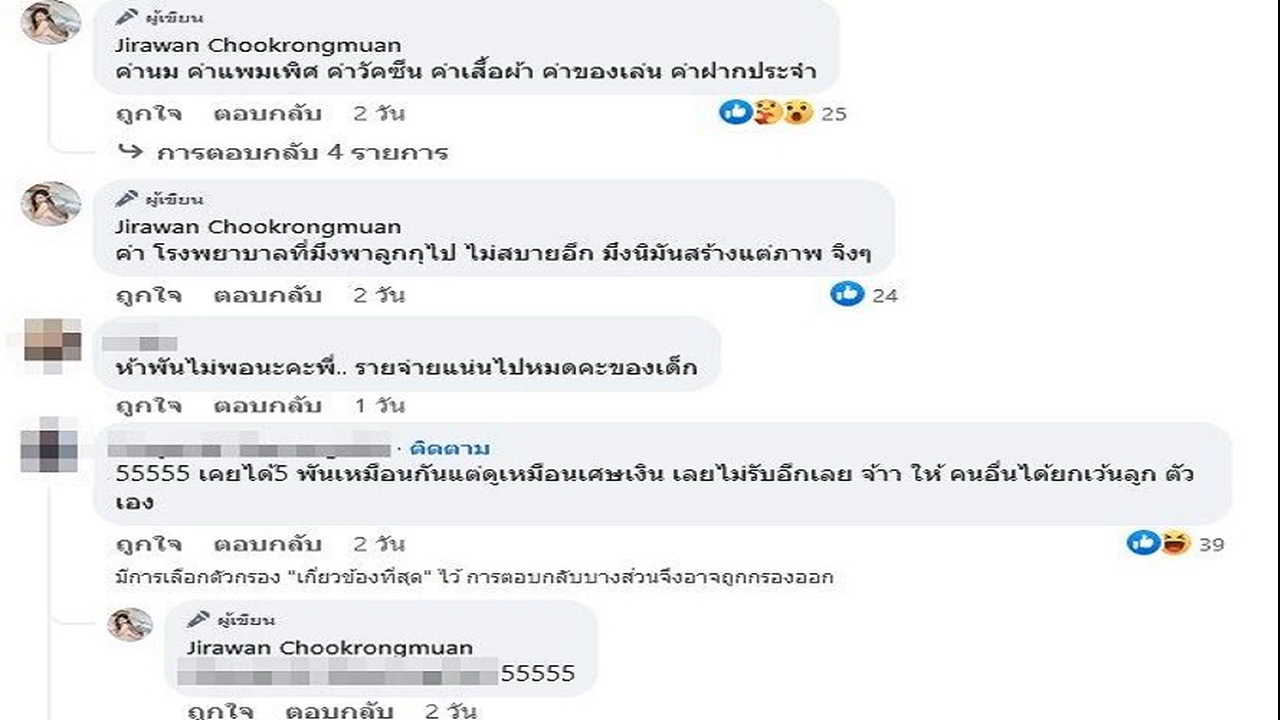 ผู้เขียน
Jirawan Chookrongmuan
ค่านม ค่าแพมเพิศ ค่าวัคซีน ค่าเสื้อผ้า ค่าของเล่น ค่าฝากประจำ
ถูกใจ ตอบกลับ 2 วัน 25
การตอบกลับ 4 รายการ
ผู้เขียน
Jirawan Chookrongmuan
ค่า โรงพยาบาลที่มึงพาลูกกุไป ไม่สบายอีก มึงนิมันสร้างแต่ภาพ จิงๆ
ถูกใจ ตอบกลับ 2 วัน 24
ห้าพันไม่พอนะคะพี่.. รายจ่ายแน่นไปหมดคะของเด็ก
ถูกใจ ตอบกลับ 1 วัน
· ติดตาม
55555 เคยได้5 พันเหมือนกันแต่ดูเหมือนเศษเงิน เลยไม่รับอีกเลย จ้าา ให้ คนอื่นได้ยกเว้นลูก ตัว
เอง
ถูกใจ ตอบกลับ 2 วัน 39
มีการเลือกตัวกรอง "เกี่ยวข้องที่สุด" ไว้ การตอบกลับบางส่วนจึงอาจถูกกรองออก
ผู้เขียน
Jirawan Chookrongmuan
55555
ถูกใจ ตอบกลับ 2 วัน